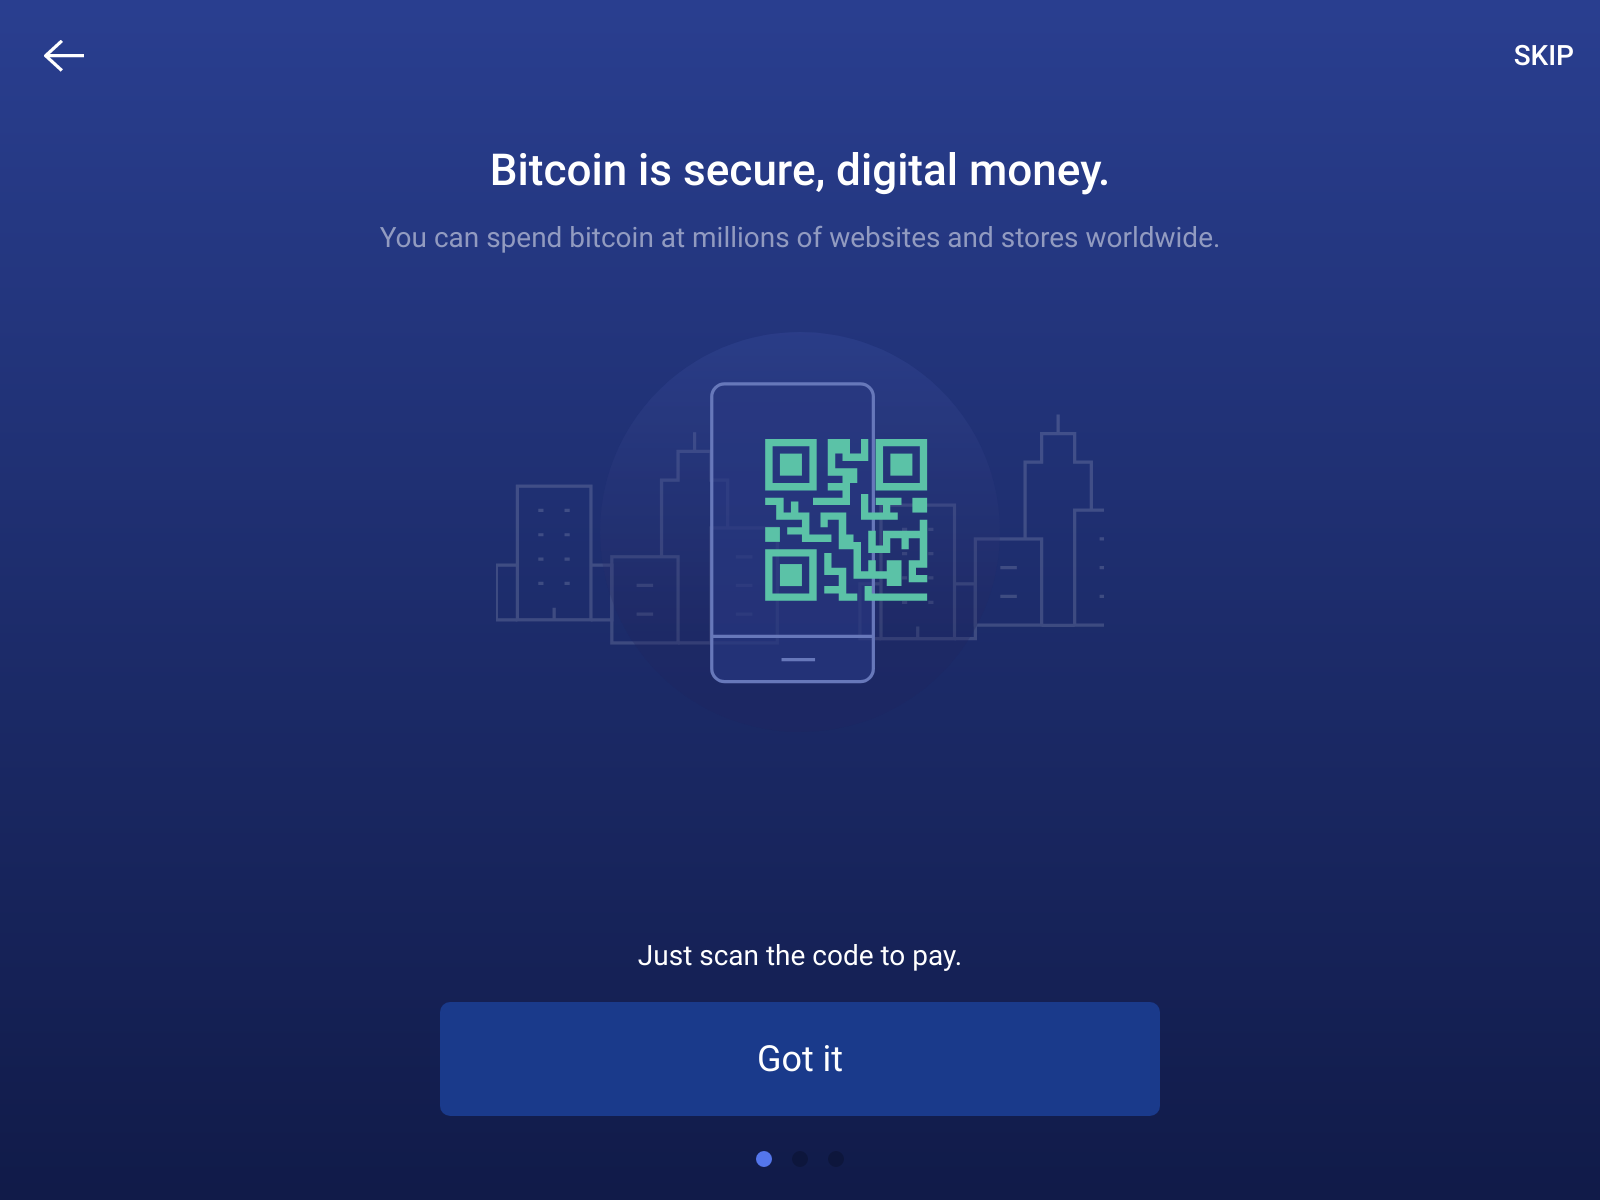 SKIP
Bitcoin is secure, digital money.
You can spend bitcoin at millions of websites and stores worldwide.
Just scan the code to pay.
Got it